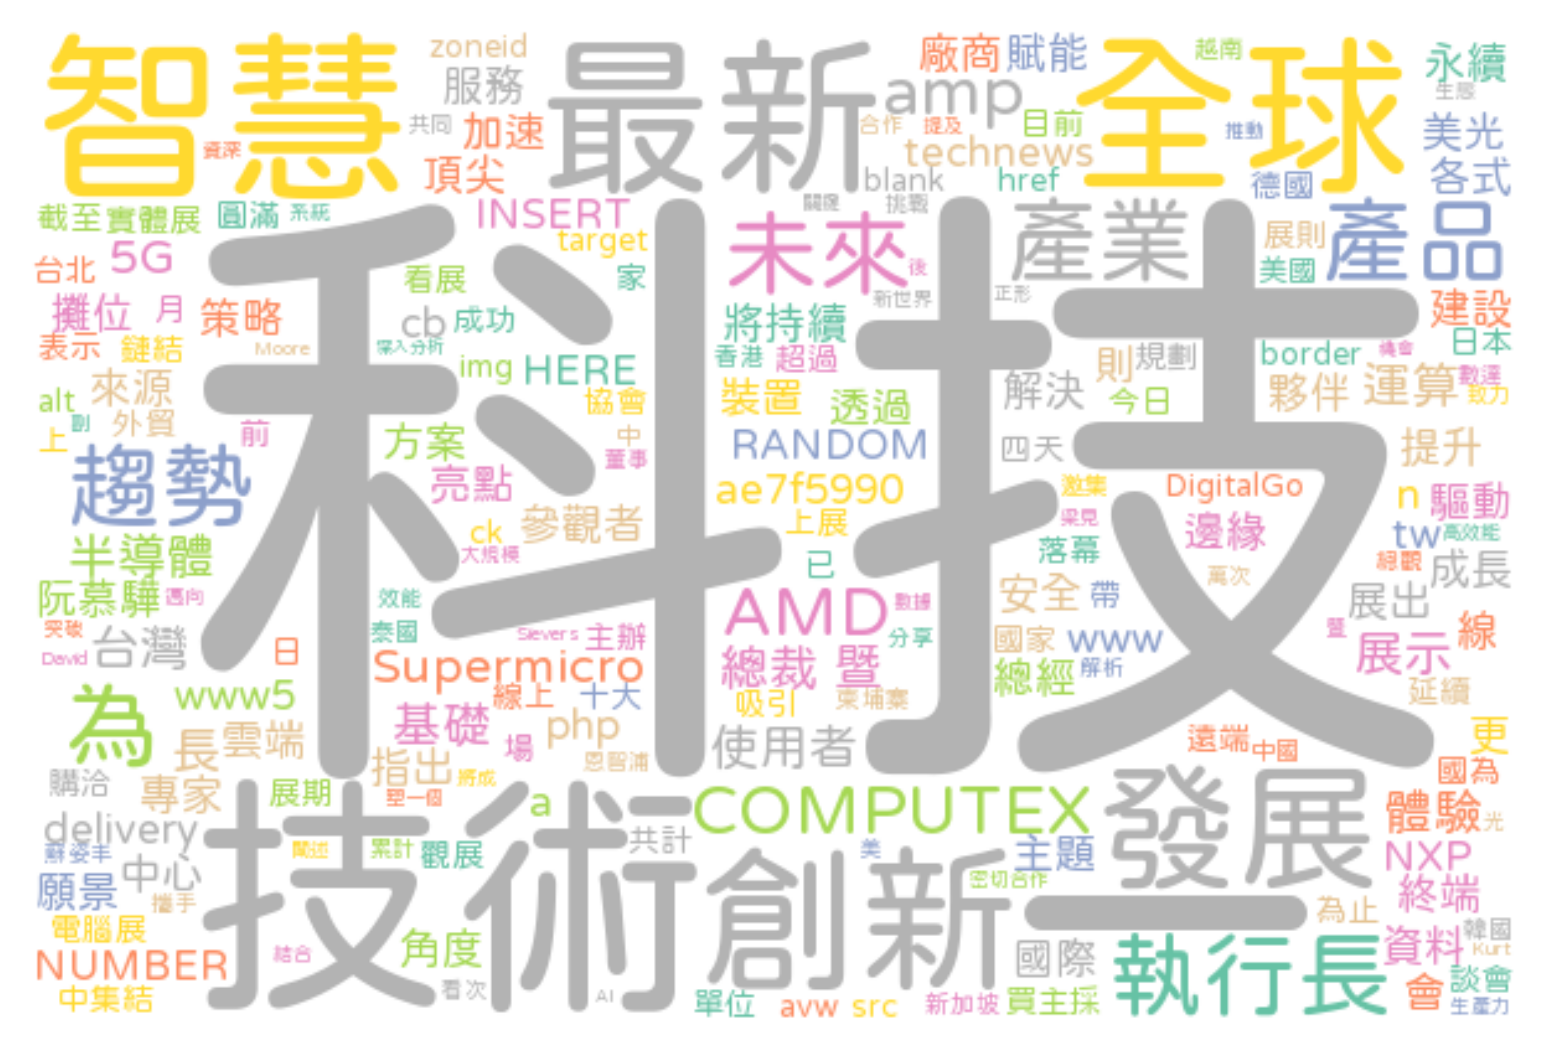 智慧
zoneid
最新
廠商
賦能
全球
越南
永續
服務
生態
資深
共同
加速
amp
合作
提及
目前
推動
美光
technews
頂尖
blank
href
德國
各式
截至
實體展
圓滿
系統
INSERT
未來
挑戰
產業
展則
產品
台北
5G
看展
target
家
後
新世界
正形
美國
攤位
月
策略
cb
成功
將持續
科技
建設
表示
鏈結
Moore
深入分析
香港
超過
則
規劃
border
機會
日本
來源
img
HERE
解決
夥伴
運算
數達
致力
alt
副
外貿
協會
裝置
透過
今日
上
前
方案
中
RANDOM
四天
提升
趨勢
亮點
董事
ae7f5990
邀集
DigitalGo
n
驅動
ck
參觀者
上展
梁見
邊緣
tw
高效能
半導體
大規模
已
落幕
綜觀
成長
阮慕驊
邁向
效能
AMD
數據
安全
帶
萬次
展出
突破
台灣
日
泰國
Sievers
主辦
分享
國家
www
暨
展示
線
David
Supermicro
總裁
暨
總經
解析
為
www5
線上
十大
吸引
柬埔寨
延續
長
雲端
基礎
場
php
使用者
遠端
中國
更
購洽
專家
指出
將成
恩智浦
國為
展期
塑一個
a
COMPUTEX
發展
體驗
光
delivery
蘇姿丰
闡述
累計
觀展
共計
美
主題
NXP
願景
中心
技術
創新
密切合作
一
終端
攜手
為止
電腦展
角度
國際
執行長
資料
韓國
Kurt
NUMBER
結合
談會
中集結
看次
AI
單位
avw
src
新加坡
買主採
會
生產力